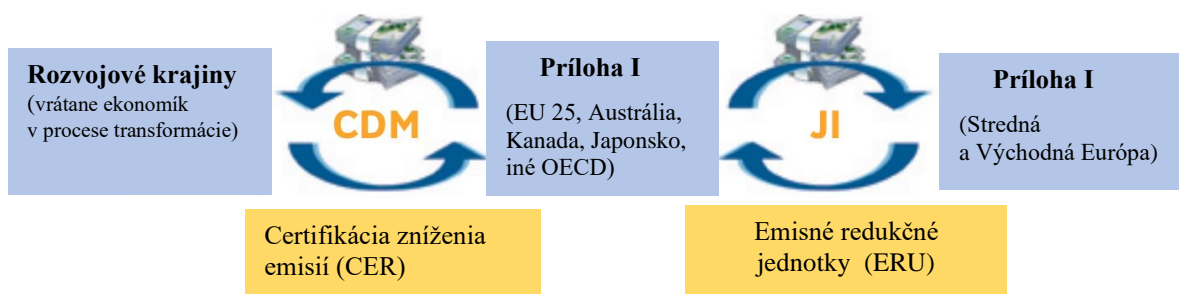 Rozvojové krajiny
(vrátane ekonomík
v procese transformácie)
CDM
Príloha I
(EU 25, Austrália,
Kanada, Japonsko,
iné OECD)
JI
Príloha I
(Stredná
a Východná Európa)
Certifikácia zníženia
emisií (CER)
Emisné redukčné
jednotky (ERU)